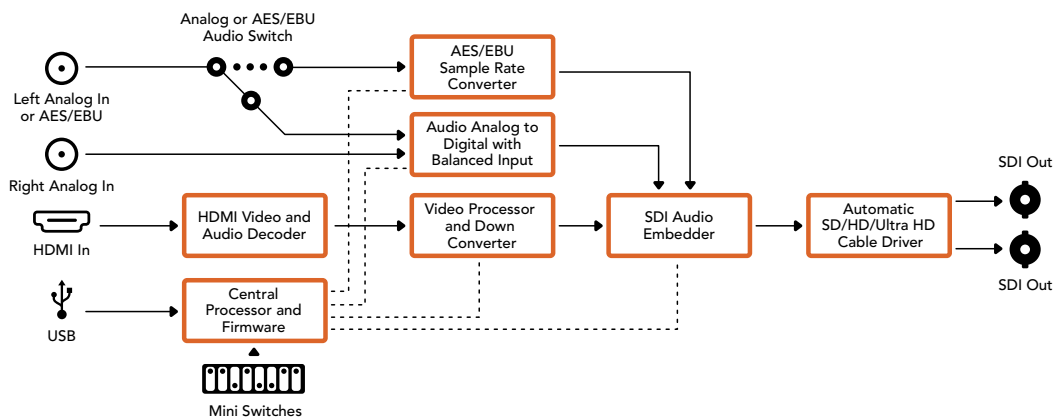 Analog or AES/EBU
Audio Switch
AES/EBU
Sample Rate
Converter
Left Analog In
or AES/EBU
Audio Analog to
Digital with
Balanced Input
Right Analog In
SDI Out
HDMI Video and
Audio Decoder
Video Processor
and Down
Converter
SDI Audio
Embedder
Automatic
SD/HD/Ultra HD
Cable Driver
HDMI In
SDI Out
Central
Processor and
Firmware
USB
Mini Switches